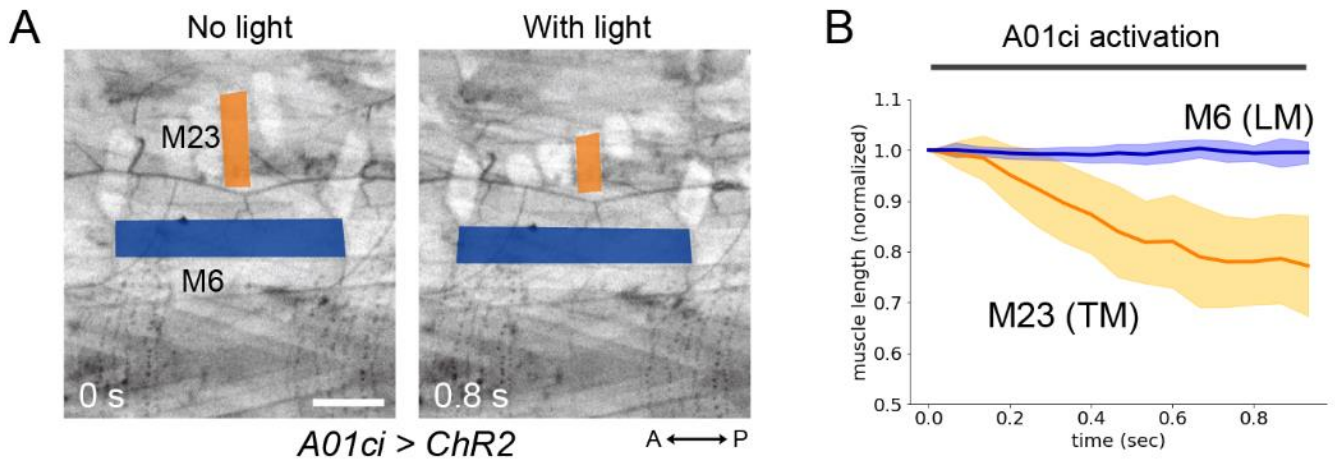 A
No light
With light
M23
M6
0 s
0.8 s
A01ci > ChR2
A
P
B
A01ci activation
muscle length (normalized)
1.1
1.0
0.9
0.8
0.7
0.6
0.5
M6 (LM)
M23 (TM)
0.0
0.2
0.4
0.6
0.8
time (sec)